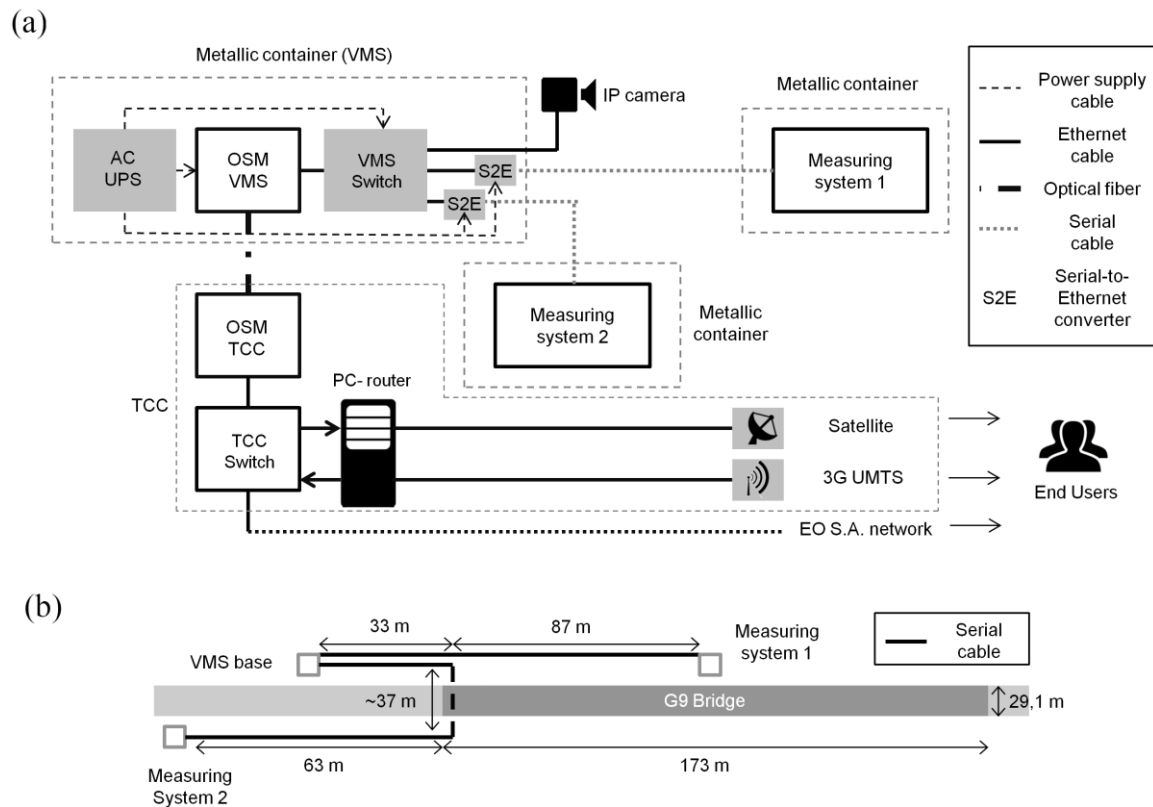 (a)
Metallic container (VMS)
IP camera
Metallic container
Power supply
cable
Ethernet
cable
Optical fiber
Serial
cable
S2E
Serial-to-
Ethernet
converter
AC
UPS
OSM
VMS
VMS
Switch
S2E
S2E
Measuring
system 1
Measuring
system 2
Metallic
container
OSM
TCC
TCC
PC- router
TCC
Switch
Satellite
3G UMTS
End Users
EO S.A. network
(b)
33 m
87 m
Measuring
system 1
Serial
cable
VMS base
~37 m
G9 Bridge
29,1 m
63 m
173 m
Measuring
System 2